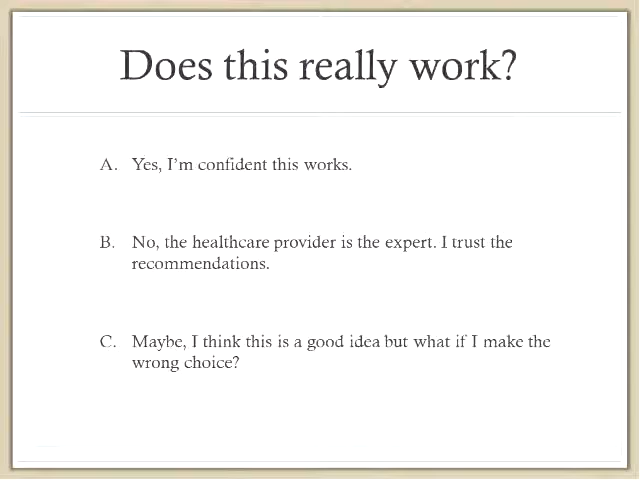 Does this really work?
A. Yes, I'm confident this works.
B. No, the healthcare provider is the expert. I trust the
recommendations.
C. Maybe, I think this is a good idea but what if I make the
wrong choice?